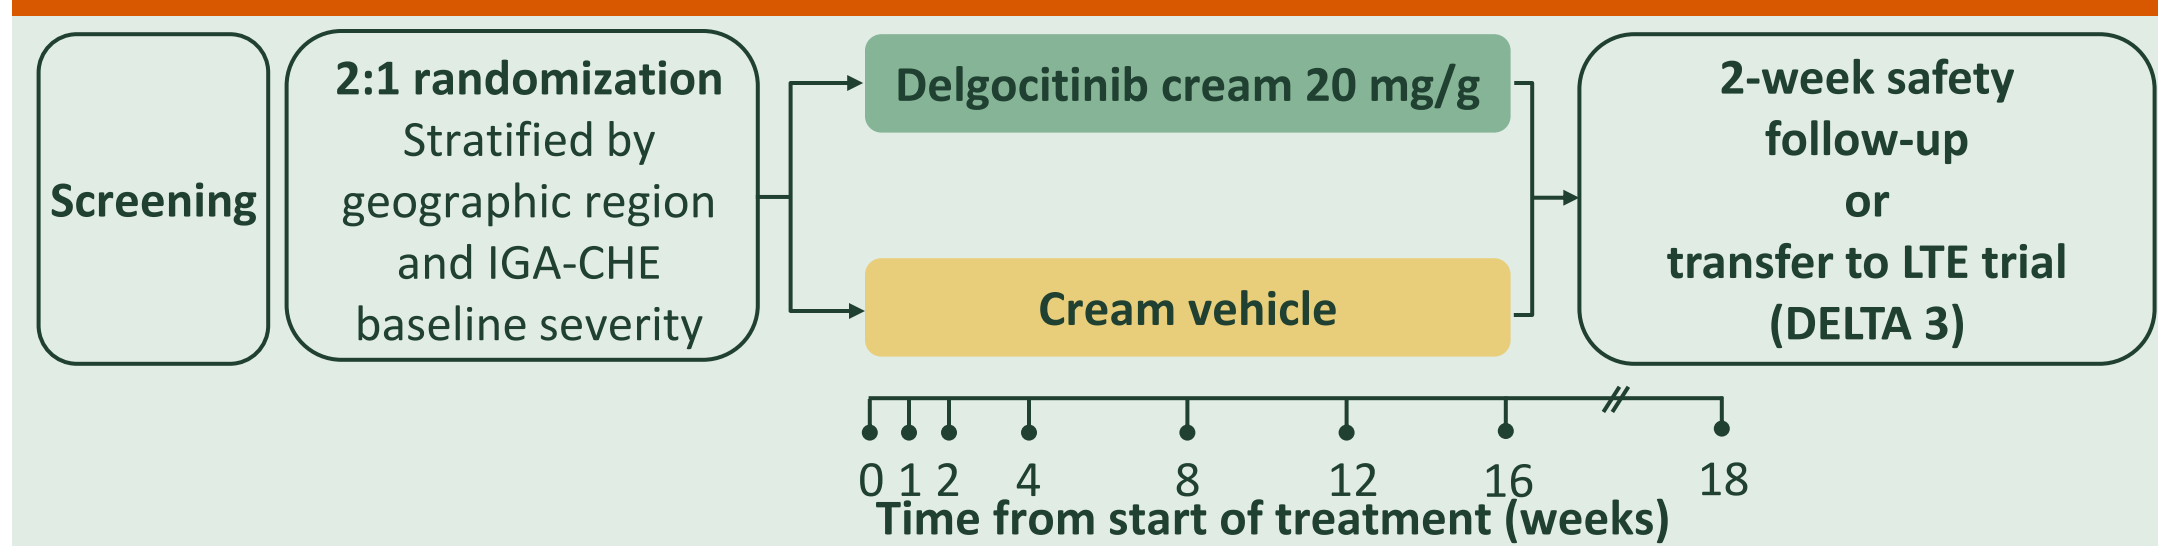 Screening
2:1 randomization
Stratified by
geographic region
and IGA-CHE
baseline severity
Delgocitinib cream 20 mg/g
Cream vehicle
2-week safety
follow-up
or
transfer to LTE trial
(DELTA 3)
0 1 2 4 8 12 16 18
Time from start of treatment (weeks)